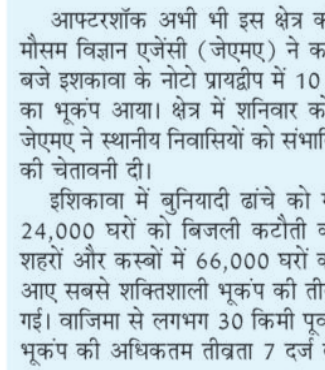 आफ्टरशॉक अभी भी इस क्षेत्र
मौसम विज्ञान एजेंसी (जेएमए) ने
बजे इशकावा के नोटो प्रायद्वीप में 10
का भूकंप आया। क्षेत्र में शनिवार को
जेएमए ने स्थानीय निवासियों को
की चेतावनी दी।
इशिकावा में बुनियादी ढांचे को
24,000 घरों को बिजली कटौती
शहरों और कस्बों में 66,000 घरों
आए सबसे शक्तिशाली भूकंप की
गई। वाजिमा से लगभग 30 किमी
भूकंप की अधिकतम तीव्रता 7 दर्ज